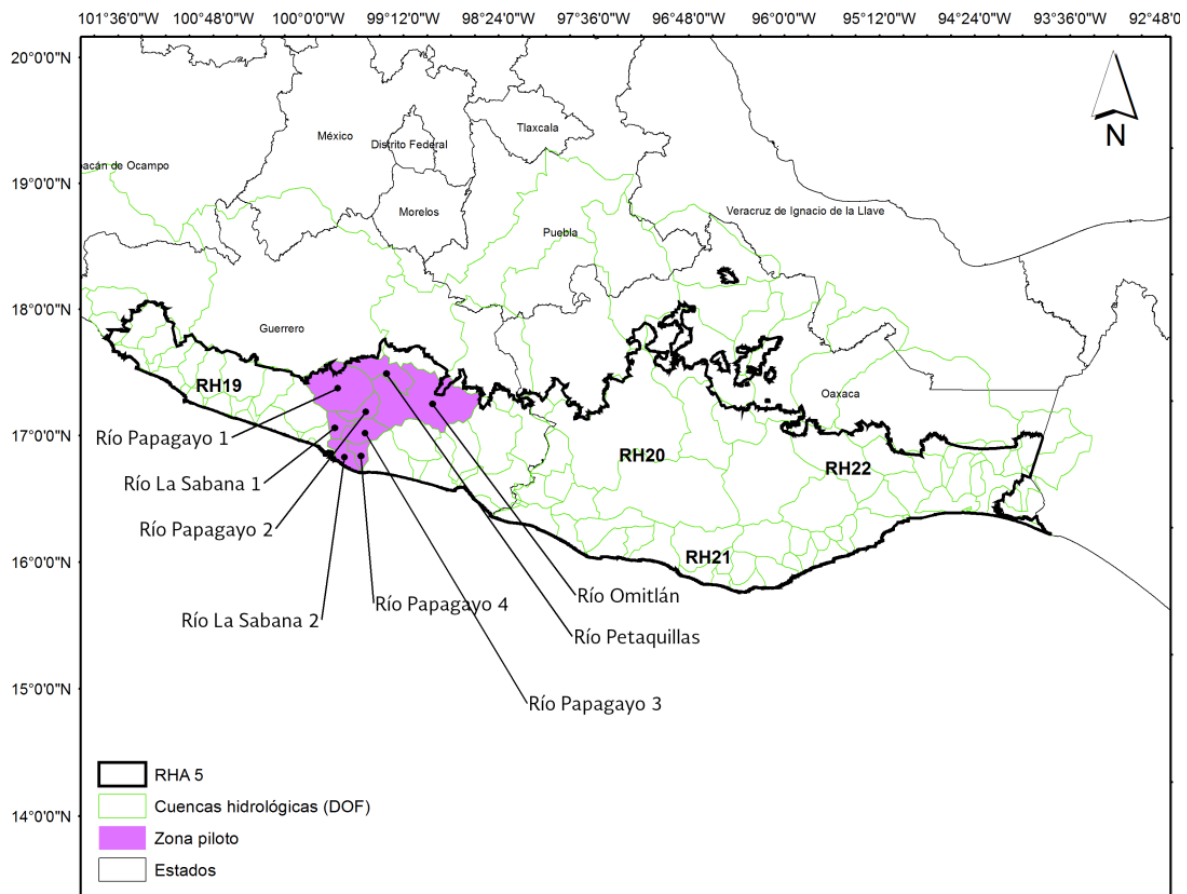 101°36'0"W 100°48'0"W 100°0'0"W 99°12'0"W 98°24'0"W 97°36'0"W 96°48'0"W 96°0'0"W 95°12'0"W 94°24'0"W 93°36'0"W 92°48'0"W
20°0'0"N
19°0'0"N
18°0'0"N
17°0'0"N
16°0'0"N
15°0'0"N
14°0'0"N
N
México
Tlaxcala
Distrito Federal
acán de Ocampo
Morelos
Veracruz de Ignacio de la Llave
Puebla
Guerrero
Oaxaca
RH19
RH20
RH22
RH21
Río Papagayo 1
Río La Sabana 1
Río Papagayo 2
Río La Sabana 2
Río Papagayo 4
Río Omitlán
Río Petaquillas
Río Papagayo 3
RHA 5
Cuencas hidrológicas (DOF)
Zona piloto
Estados